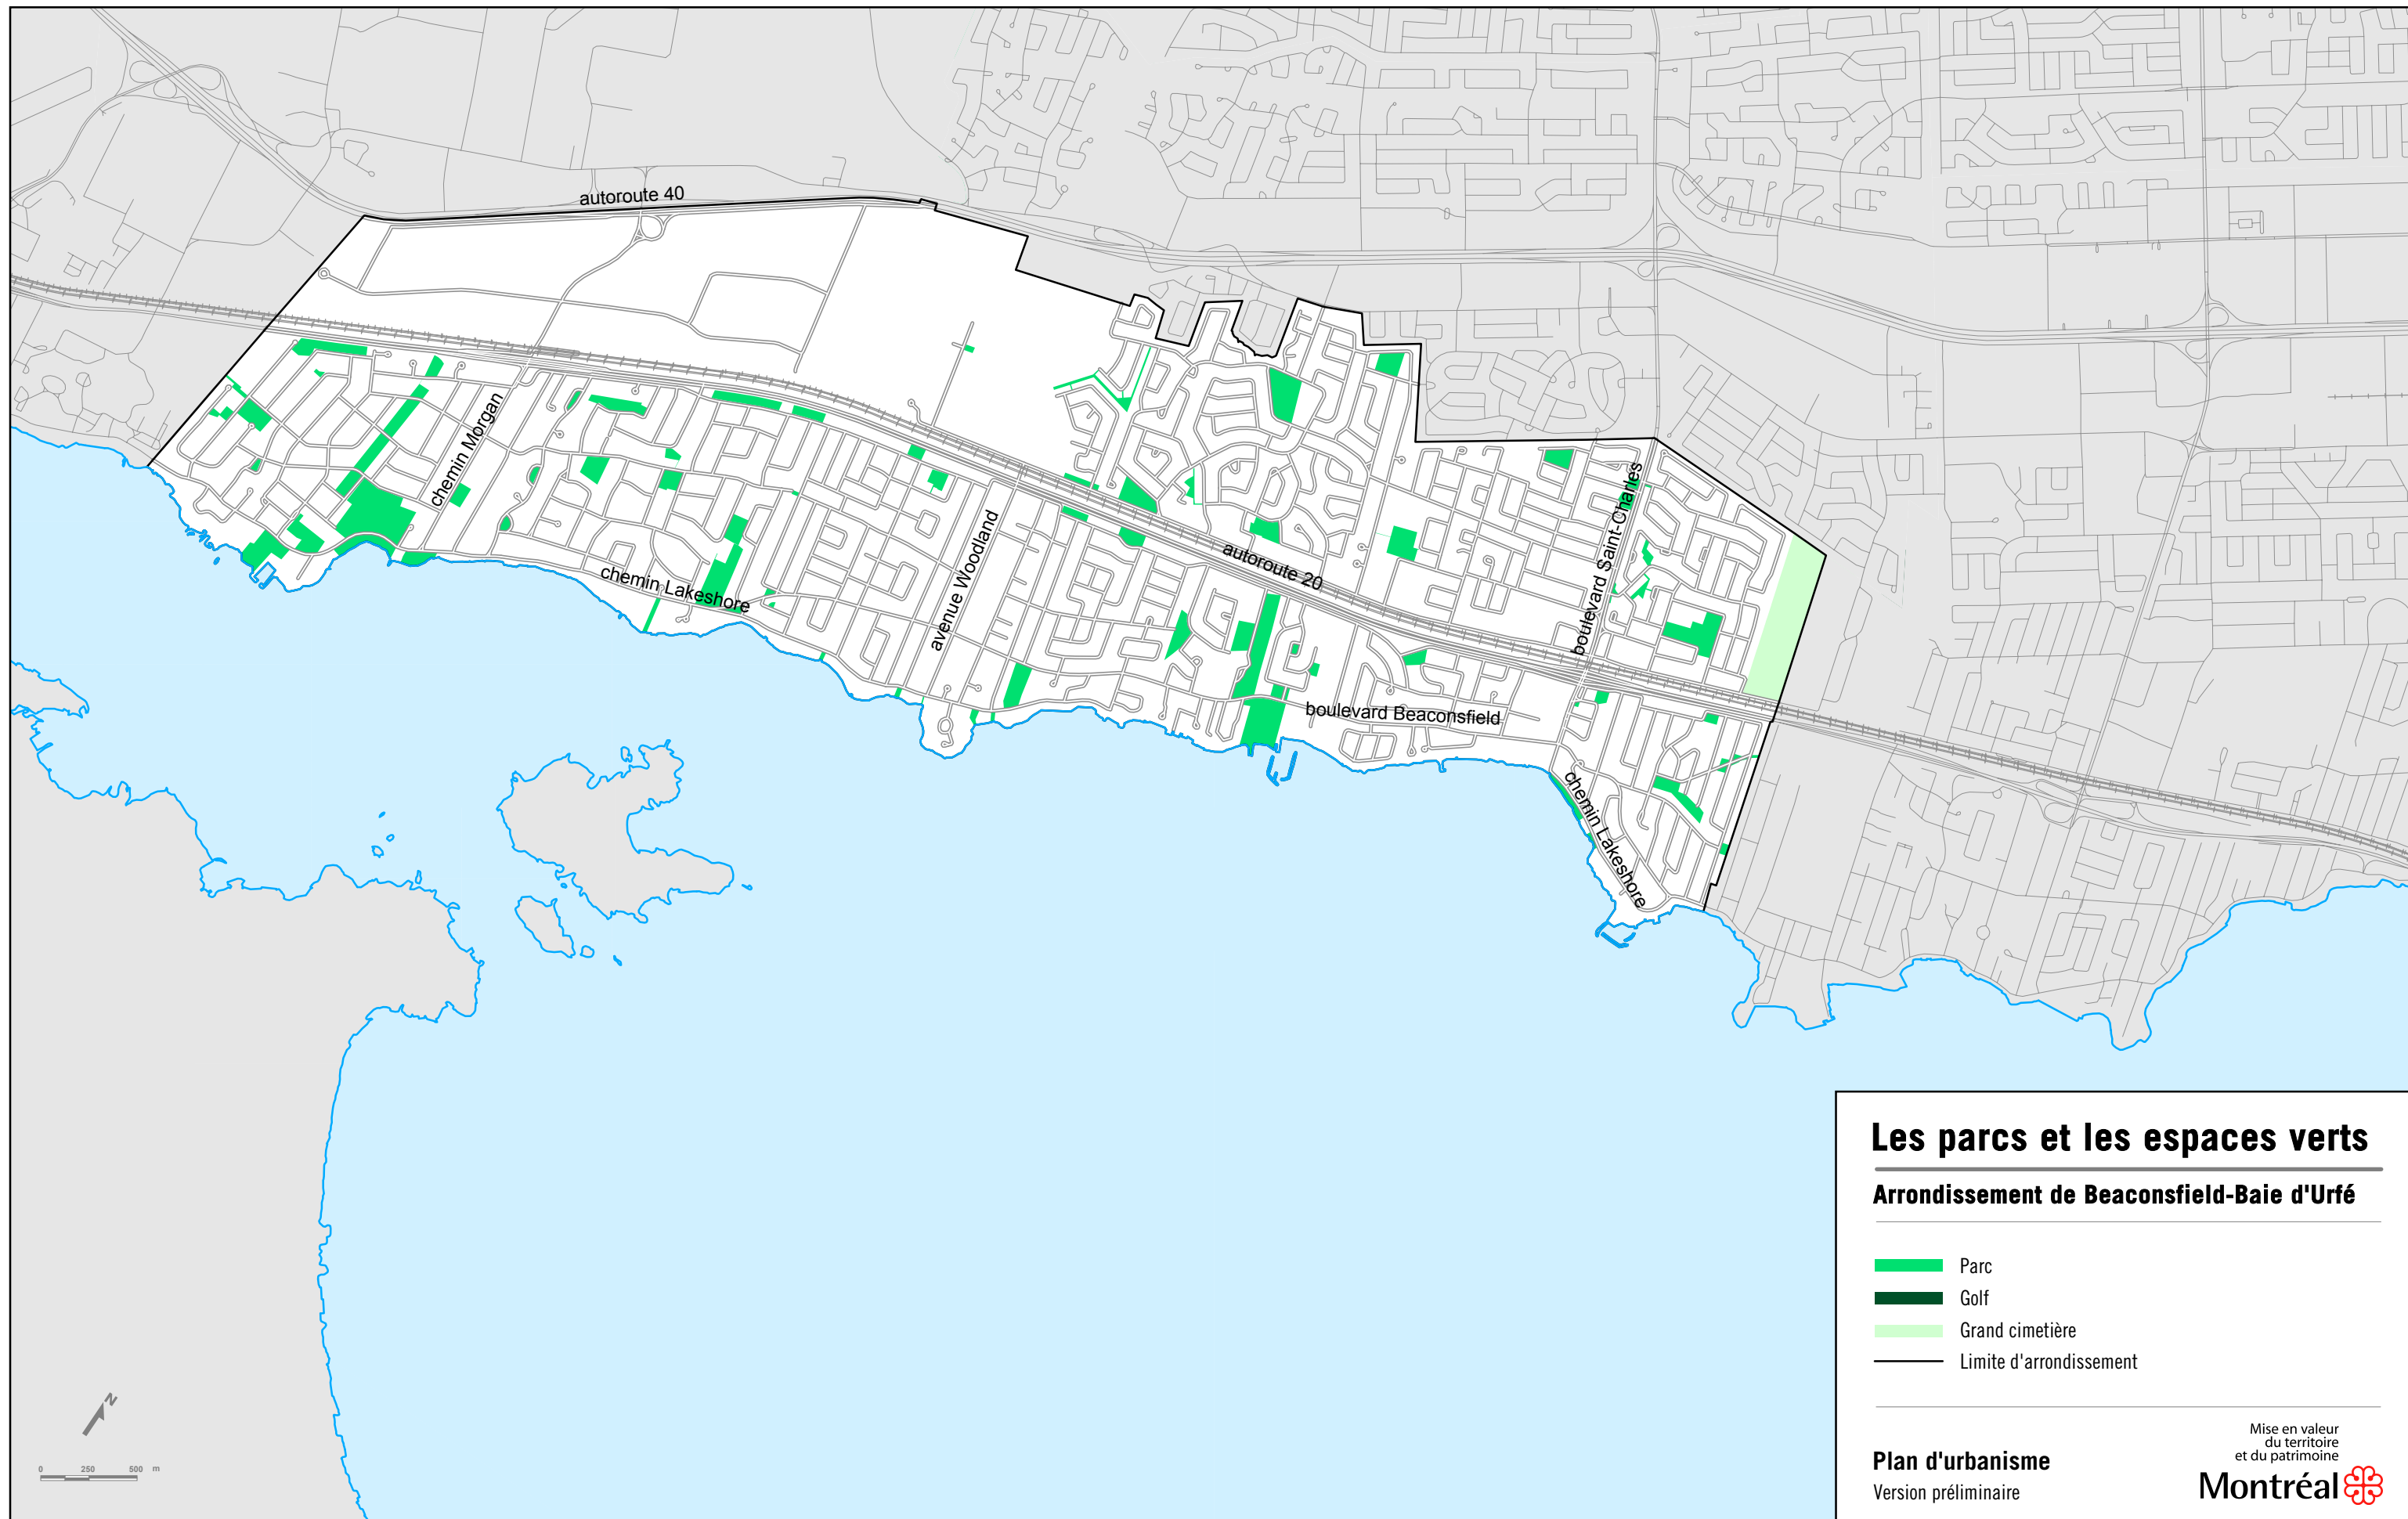 autoroute 40
chemin Morgan
chemin Lakeshore
avenue Woodland
autoroute 20
boulevard Saint-Charles
boulevard Beaconsfield
chemin Lakeshore
Les parcs et les espaces verts
Arrondissement de Beaconsfield-Baie d'Urfé
Parc
Golf
Grand cimetière
Limite d'arrondissement
Plan d'urbanisme
Version préliminaire
Mise en valeur
du territoire
et du patrimoine
Montréal
N
0 250 500 m